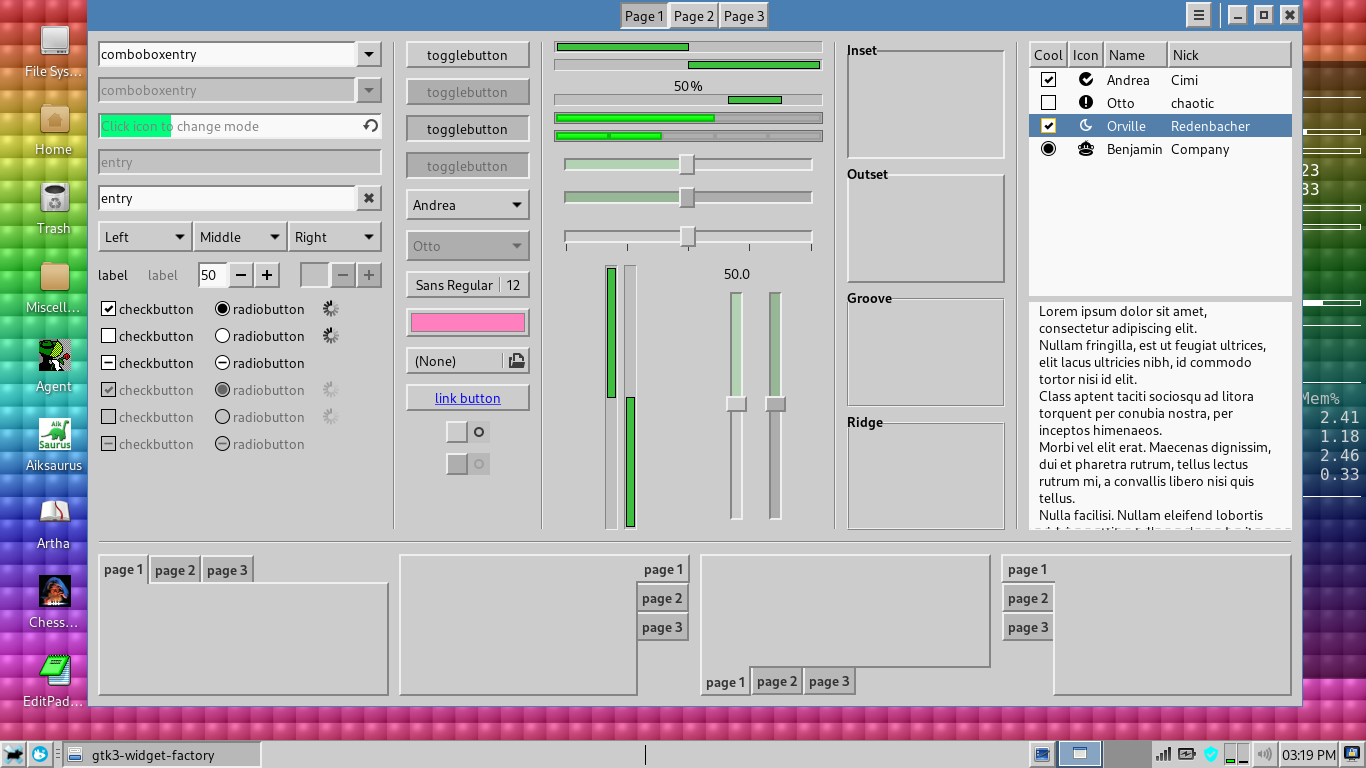 Page 1 Page 2 Page 3
File Sys...
Home
Trash
Miscell...
Agent
Aik
Saurus
Aiksaurus
Artha
Chess...
EditPad...
comboboxentry
comboboxentry
Click icon to change mode
entry
entry
Left Middle Right
label label 50
checkbutton radiobutton
checkbutton radiobutton
checkbutton radiobutton
checkbutton radiobutton
checkbutton radiobutton
checkbutton radiobutton
togglebutton
togglebutton
togglebutton
togglebutton
Andrea
Otto
Sans Regular 12
(None)
link button
50%
50.0
Inset
Outset
Groove
Ridge
Cool Icon Name Nick
Andrea Cimi
Otto chaotic
Orville Redenbacher
Benjamin Company
Lorem ipsum dolor sit amet,
consectetur adipiscing elit.
Nullam fringilla, est ut feugiat ultrices,
elit lacus ultricies nibh, id commodo
tortor nisi id elit.
Class aptent taciti sociosqu ad litora
torquent per conubia nostra, per
inceptos himenaeos.
Morbi vel elit erat. Maecenas dignissim,
dui et pharetra rutrum, tellus lectus
rutrum mi, a convallis libero nisi quis
tellus.
Nulla facilisi. Nullam eleifend lobortis
23
33
Mem%
2.41
1.18
2.46
0.33
page 1 page 2 page 3
page 1
page 2
page 3
page 1 page 2 page 3
page 1
page 2
page 3
gtk3-widget-factory
03:19 PM